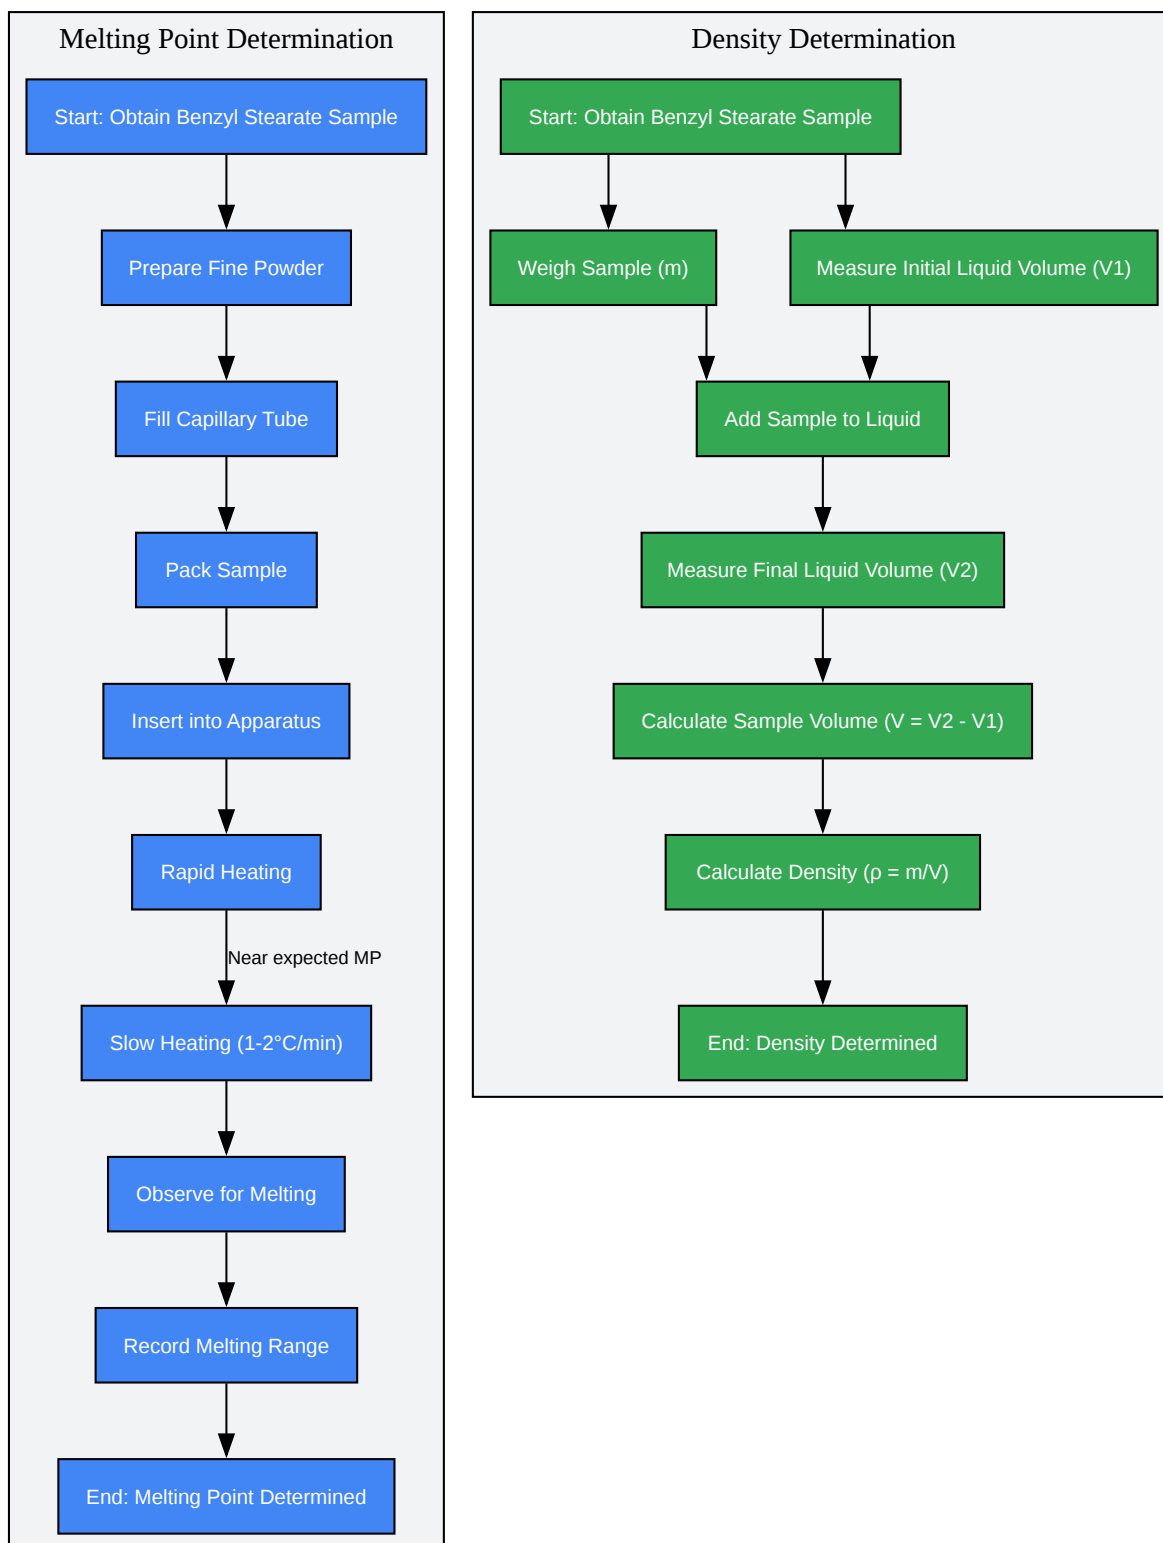 Melting Point Determination
Start: Obtain Benzyl Stearate Sample
Prepare Fine Powder
Fill Capillary Tube
Pack Sample
Insert into Apparatus
Rapid Heating
Near expected MP
Slow Heating (1-2°C/min)
Observe for Melting
Record Melting Range
End: Melting Point Determined
Density Determination
Start: Obtain Benzyl Stearate Sample
Weigh Sample (m)
Measure Initial Liquid Volume (V1)
Add Sample to Liquid
Measure Final Liquid Volume (V2)
Calculate Sample Volume (V = V2 - V1)
Calculate Density (ρ = m/V)
End: Density Determined